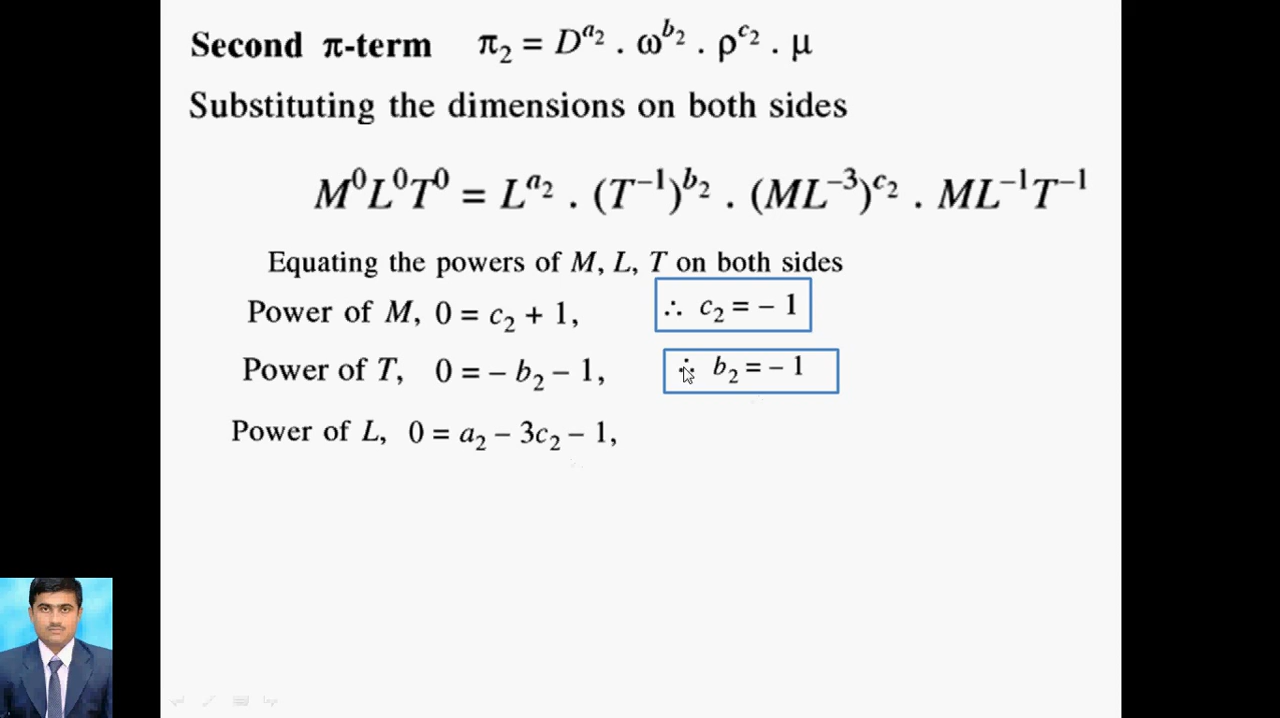 Second π-term π₂ = D^a₂ . ω^b₂ . ρ^c₂ . μ
Substituting the dimensions on both sides
M⁰L⁰T⁰ = L^a₂ . (T⁻¹)^b₂ . (ML⁻³)^c₂ . ML⁻¹T⁻¹
Equating the powers of M, L, T on both sides
Power of M, 0 = c₂ + 1, ∴ c₂ = – 1
Power of T, 0 = – b₂ – 1, ∴ b₂ = – 1
Power of L, 0 = a₂ – 3c₂ – 1,